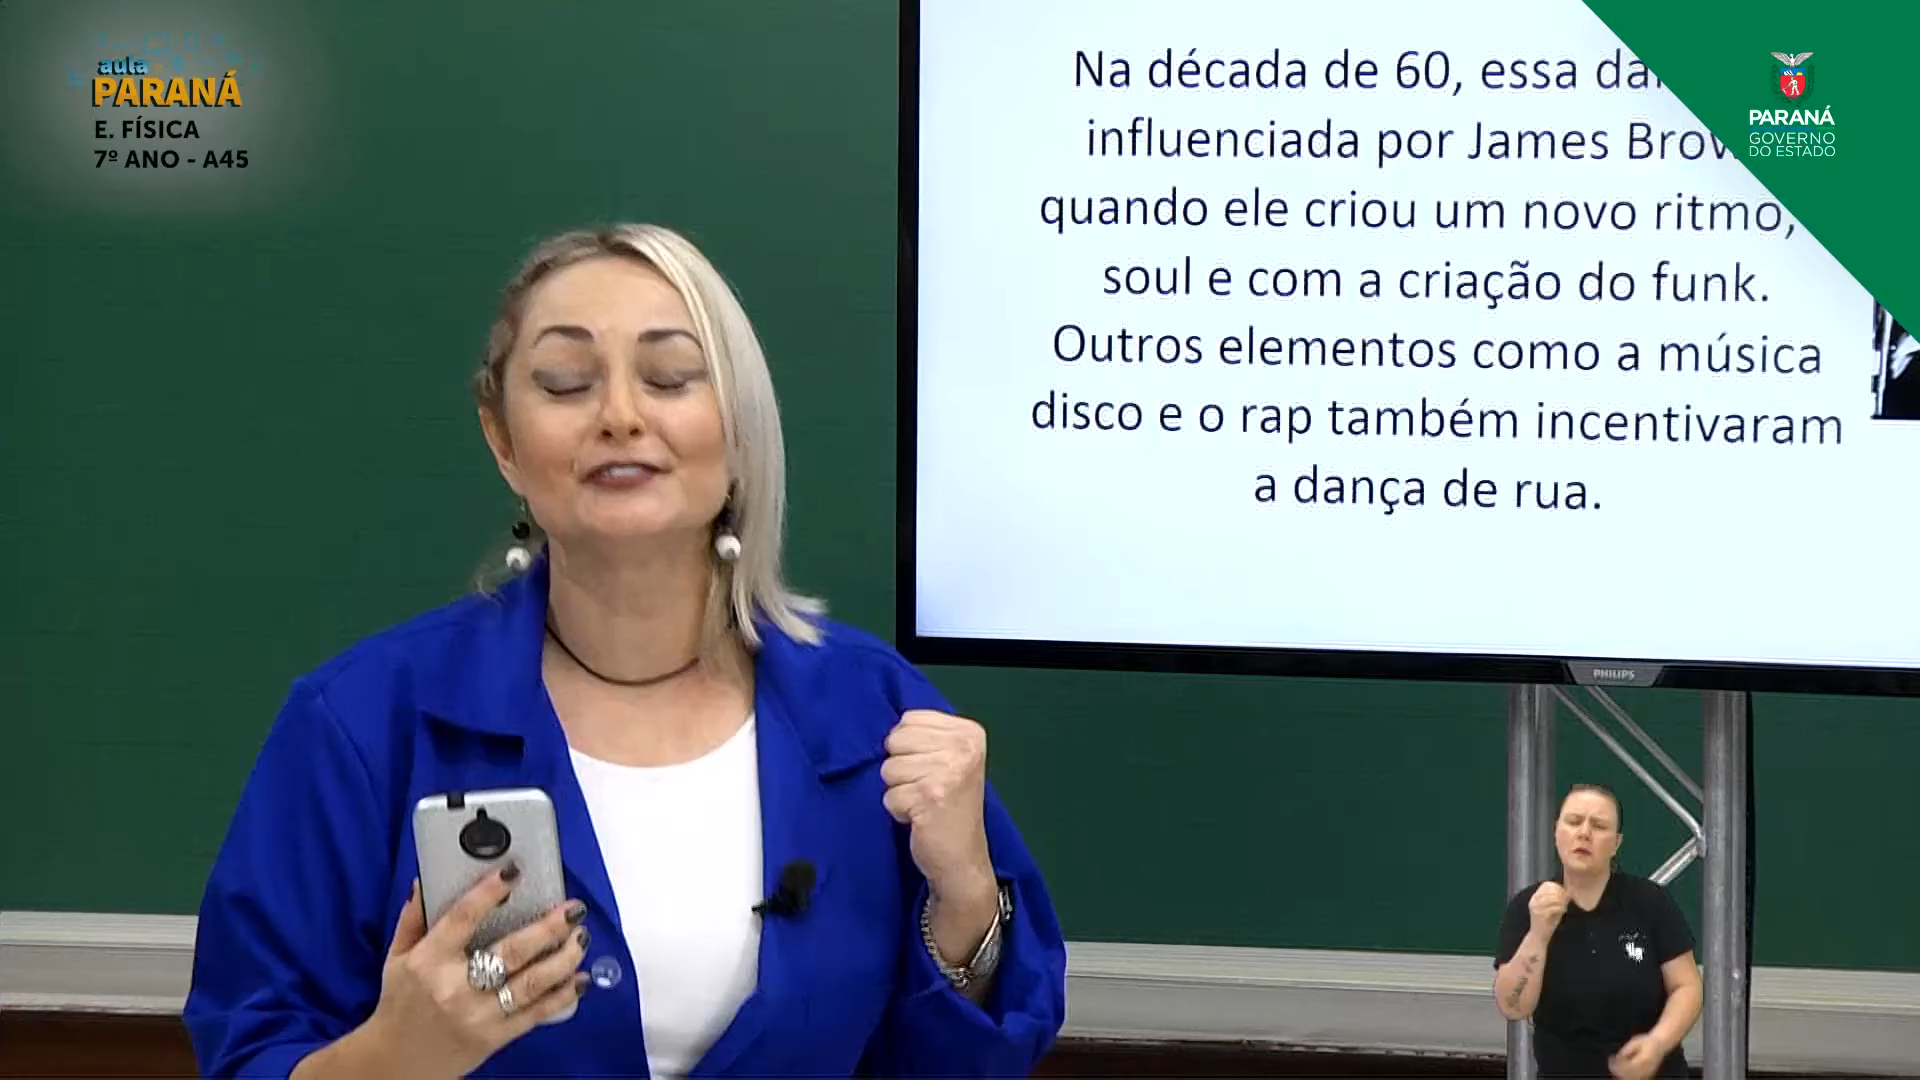 aula
PARANÁ
E. FÍSICA
7º ANO - A45
Na década de 60, essa
influenciada por James
quando ele criou um novo ritmo,
soul e com a criação do funk.
Outros elementos como a música
disco e o rap também incentivaram
a dança de rua.
PARANÁ
GOVERNO
DO ESTADO
PHILIPS